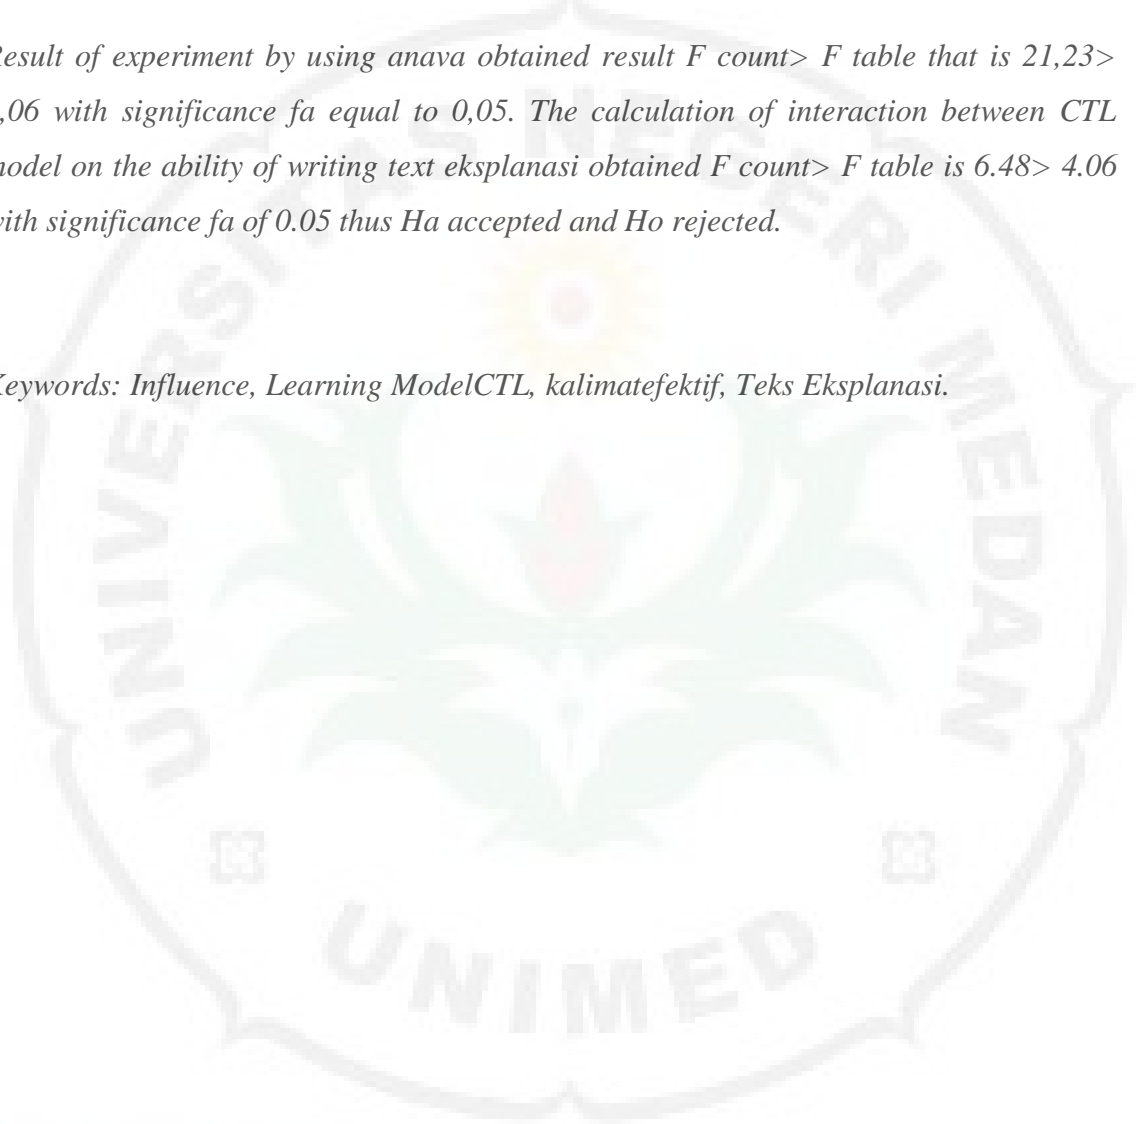 esult of experiment by using anava obtained result F count> F table that is 21,23>
,06 with significance fa equal to 0,05. The calculation of interaction between CTL
odel on the ability of writing text eksplanasi obtained F count> F table is 6.48> 4.06
ith significance fa of 0.05 thus Ha accepted and Ho rejected.
Keywords: Influence, Learning ModelCTL, kalimatefektif, Teks Eksplanasi.
UNIVERSITAS NEGERI MEDAN
UNIMED